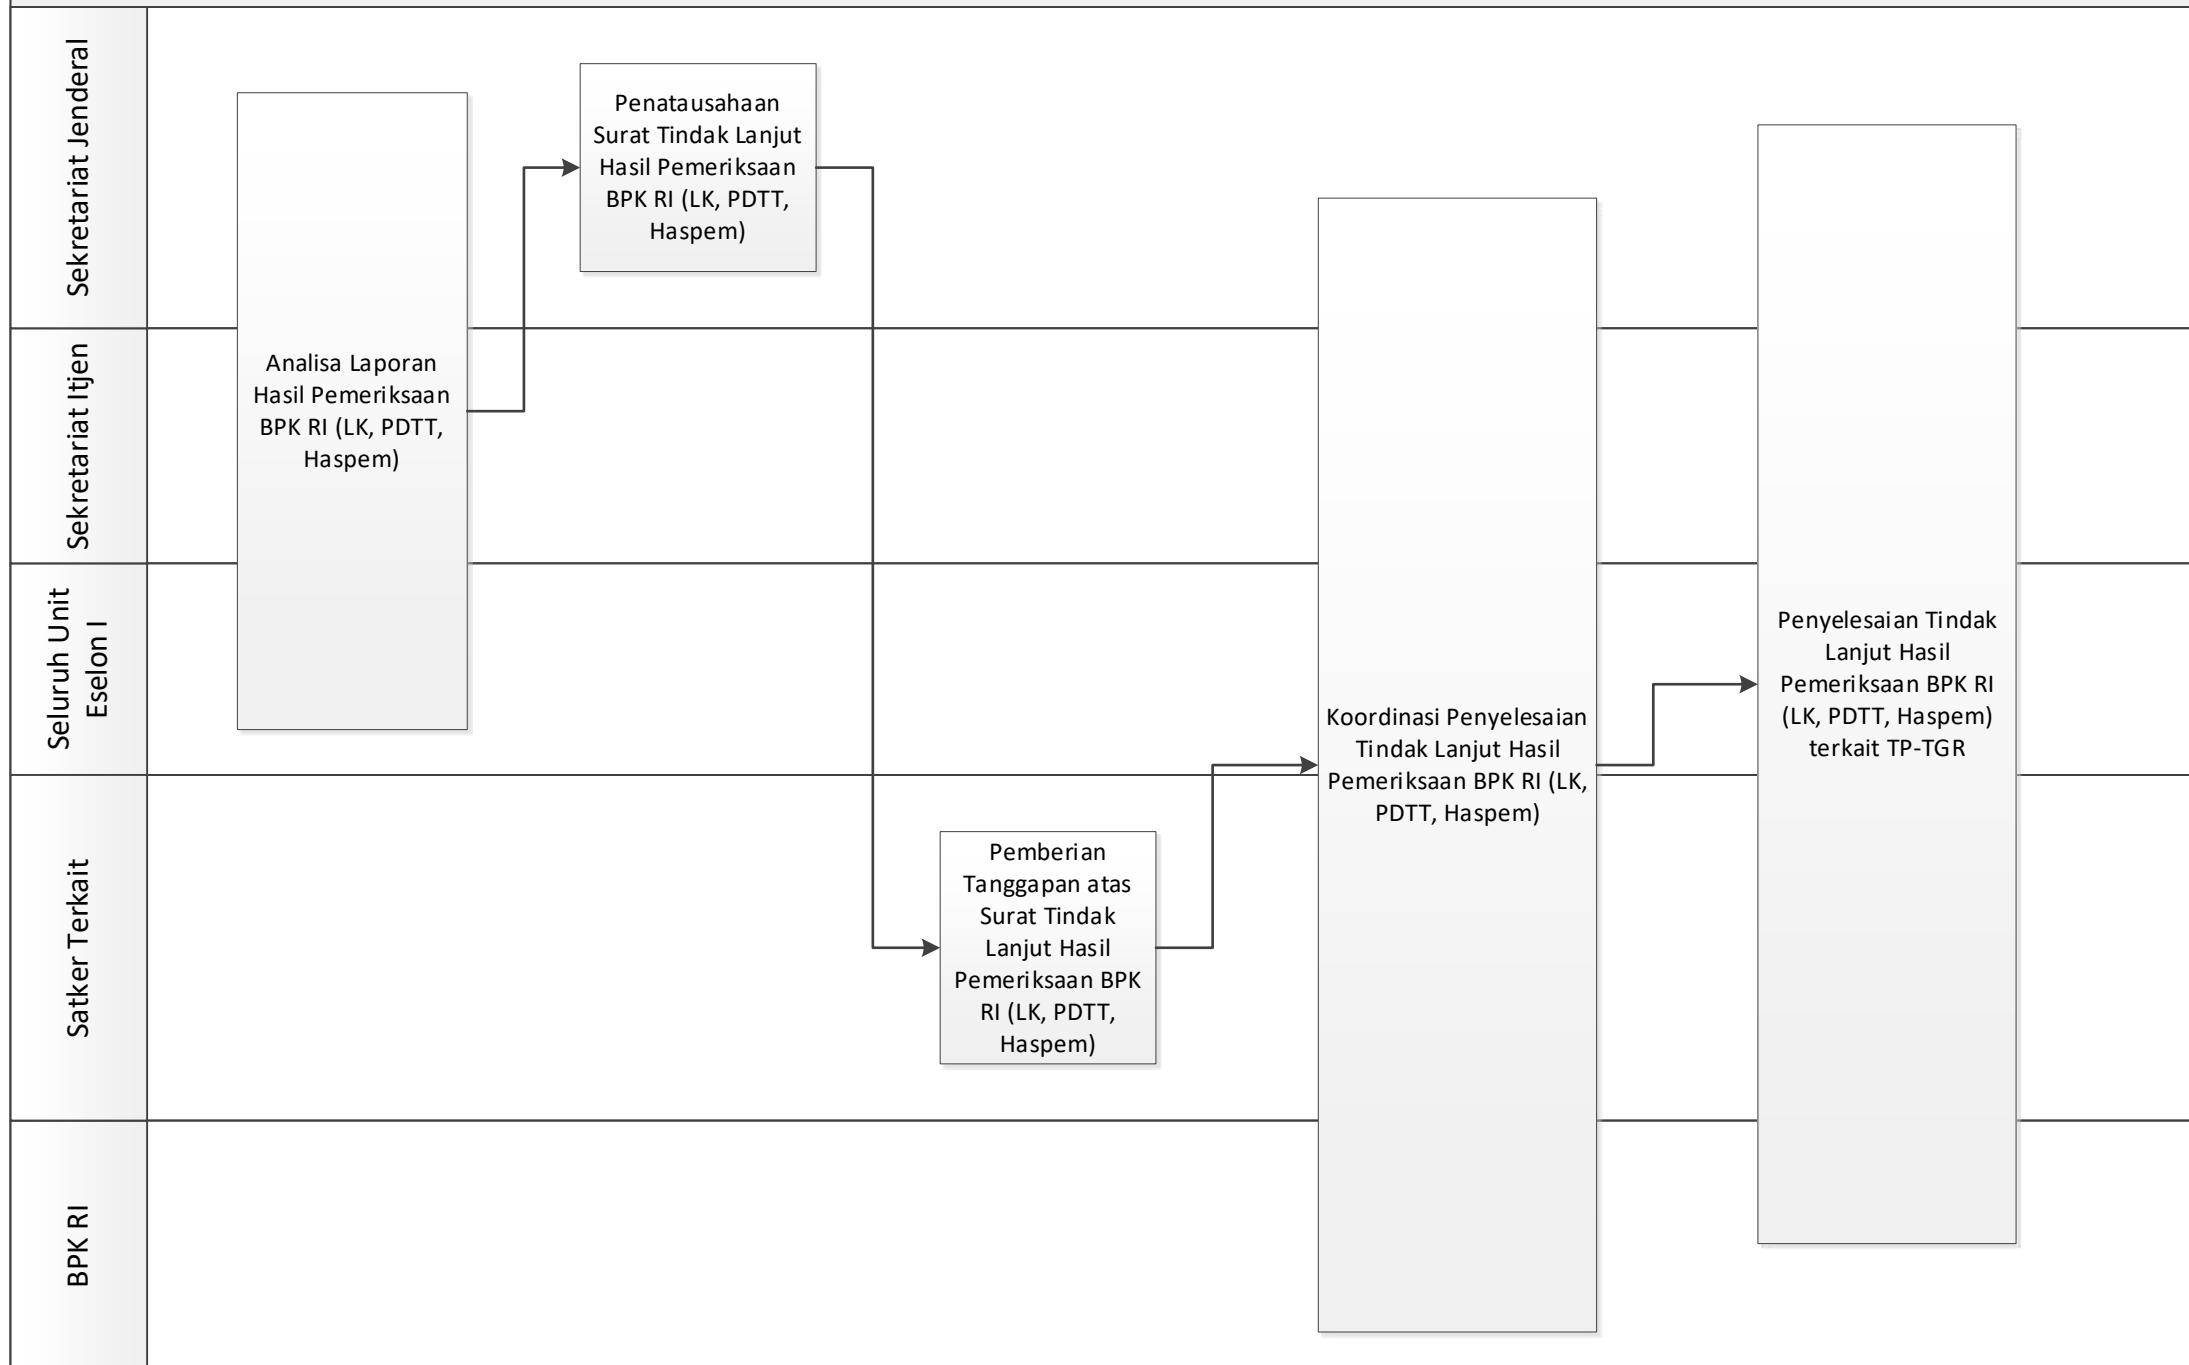 Sekretariat Jenderal
Sekretariat Itjen
Seluruh Unit
Eselon I
Satker Terkait
BPK RI
Analisa Laporan
Hasil Pemeriksaan
BPK RI (LK, PDTT,
Haspem)
Penatausahaan
Surat Tindak Lanjut
Hasil Pemeriksaan
BPK RI (LK, PDTT,
Haspem)
Pemberian
Tanggapan atas
Surat Tindak
Lanjut Hasil
Pemeriksaan BPK
RI (LK, PDTT,
Haspem)
Koordinasi Penyelesaian
Tindak Lanjut Hasil
Pemeriksaan BPK RI (LK,
PDTT, Haspem)
Penyelesaian Tindak
Lanjut Hasil
Pemeriksaan BPK RI
(LK, PDTT, Haspem)
terkait TP-TGR